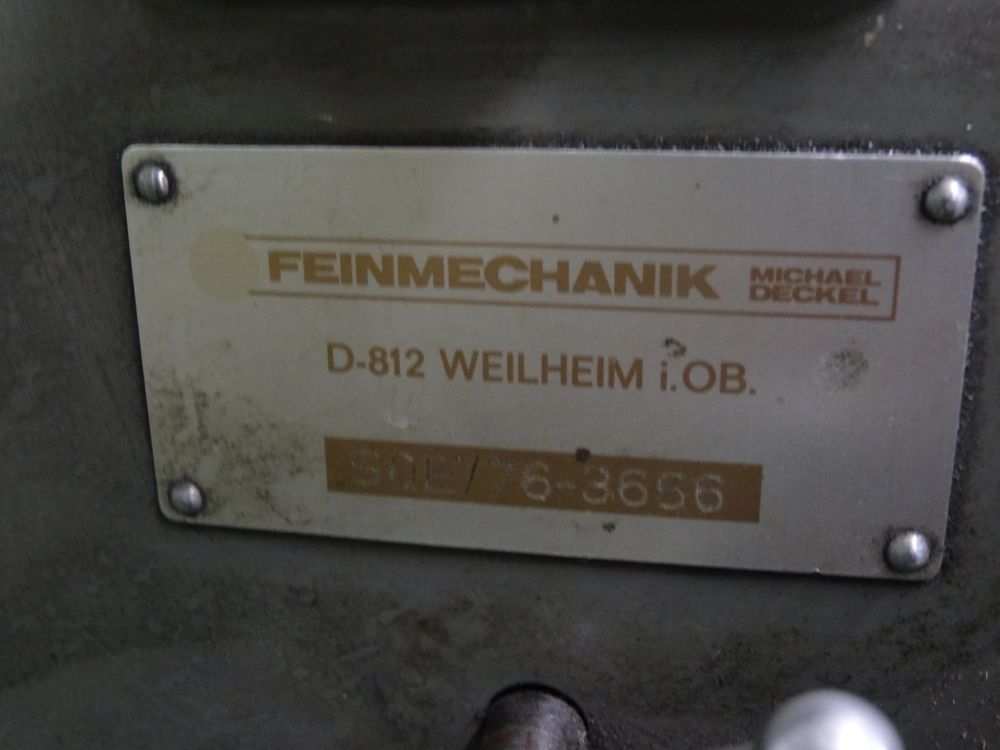 FEINMECHANIK
MICHAEL
DECKEL
D-812 WEILHEIM i.OB.
SOE/76-3656